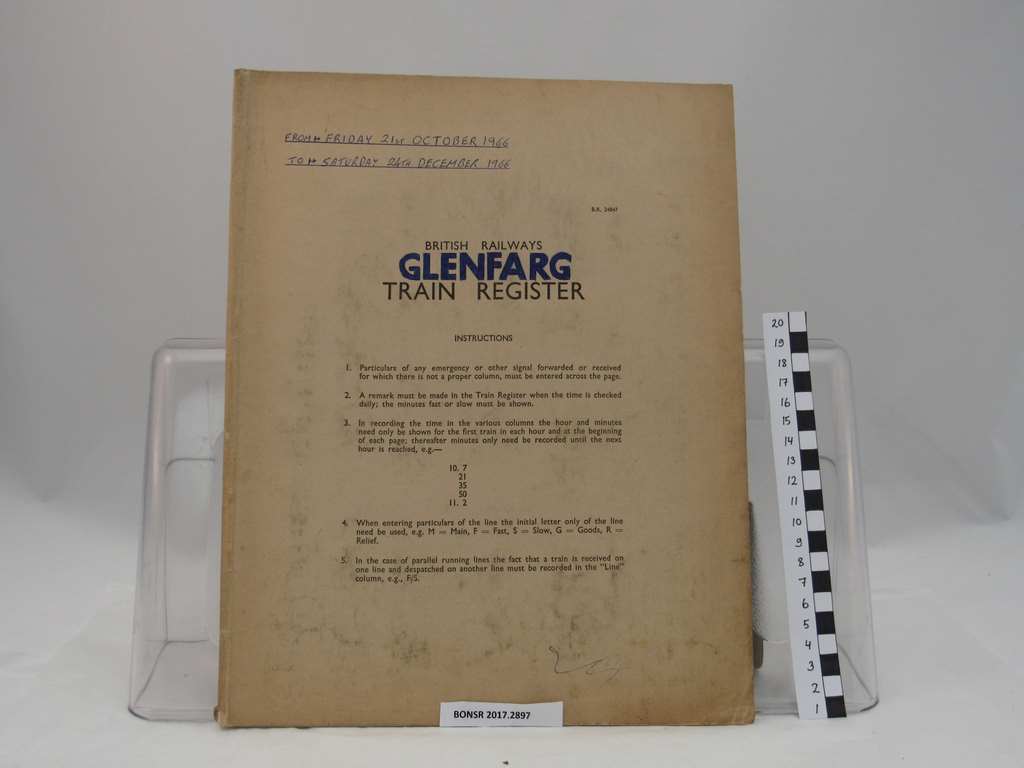 FROM FRIDAY 21ST OCTOBER 1966
TO SATURDAY 24TH DECEMBER 1966
B.R. 24847
BRITISH RAILWAYS
GLENFARG
TRAIN REGISTER
INSTRUCTIONS
1. Particulars of any emergency or other signal forwarded or received
for which there is not a proper column, must be entered across the page.
2. A remark must be made in the Train Register when the time is checked
daily; the minutes fast or slow must be shown.
3. In recording the time in the various columns the hour and minutes
need only be shown for the first train in each hour and at the beginning
of each page; thereafter minutes only need be recorded until the next
hour is reached, e.g.—
10. 7
21
35
50
11. 2
4. When entering particulars of the line the initial letter only of the line
need be used, e.g. M = Main, F = Fast, S = Slow, G = Goods, R =
Relief.
5. In the case of parallel running lines the fact that a train is received on
one line and despatched on another line must be recorded in the "Line"
column, e.g., F/S.
BONSR 2017.2897
20
19
18
17
16
15
14
13
12
11
10
9
8
7
6
5
4
3
2
1